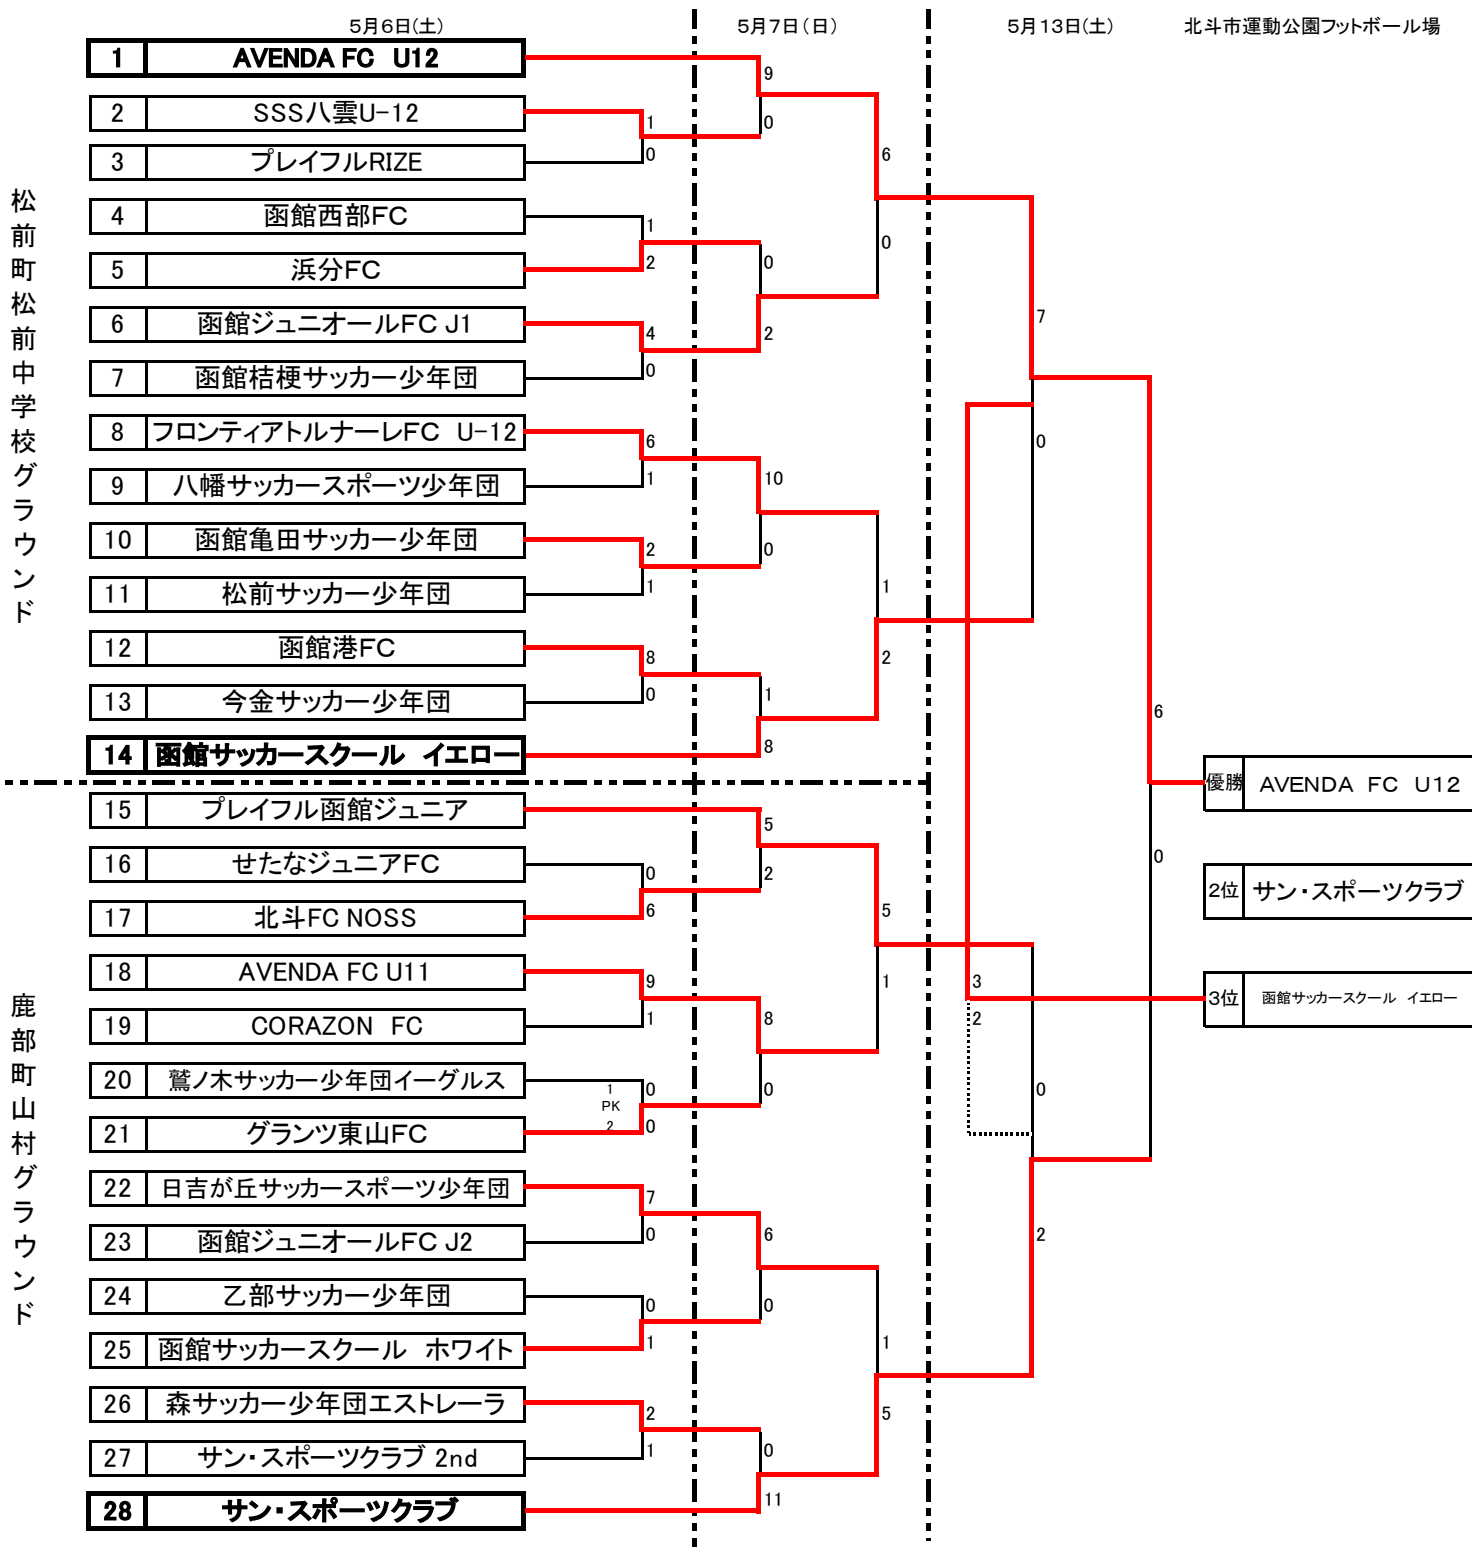 5月6日(土)
5月7日(日)
5月13日(土)
北斗市運動公園フットボール場
松前町松前中学校グラウンド
1 AVENDA FC U12
2 SSS八雲U-12
3 プレイフルRIZE
4 函館西部FC
5 浜分FC
6 函館ジュニオールFC J1
7 函館桔梗サッカー少年団
8 フロンティアトルナーレFC U-12
9 八幡サッカースポーツ少年団
10 函館亀田サッカー少年団
11 松前サッカー少年団
12 函館港FC
13 今金サッカー少年団
14 函館サッカースクール イエロー
鹿部町山村グラウンド
15 プレイフル函館ジュニア
16 せたなジュニアFC
17 北斗FC NOSS
18 AVENDA FC U11
19 CORAZON FC
20 鷲ノ木サッカー少年団イーグルス
21 グランツ東山FC
22 日吉が丘サッカースポーツ少年団
23 函館ジュニオールFC J2
24 乙部サッカー少年団
25 函館サッカースクール ホワイト
26 森サッカー少年団エストレーラ
27 サン・スポーツクラブ 2nd
28 サン・スポーツクラブ
1
0
1
2
4
0
6
1
2
1
8
0
0
6
9
1
1
PK
2
0
0
7
0
0
1
2
1
9
0
0
2
10
0
1
8
5
2
8
0
6
0
0
11
6
0
1
2
5
1
1
5
7
0
3
2
0
2
6
0
優勝 AVENDA FC U12
2位 サン・スポーツクラブ
3位 函館サッカースクール イエロー